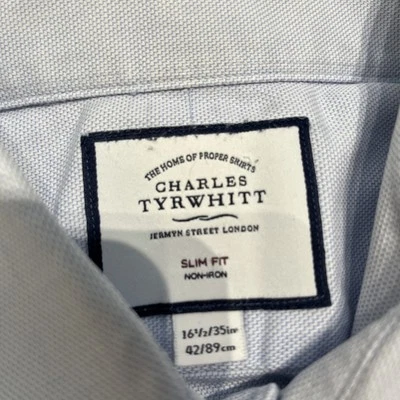 THE HOME OF PROPER SHIRTS
CHARLES
TYRWHITT
JERMYN STREET LONDON
SLIM FIT
NON-IRON
16½/35in
42/89cm